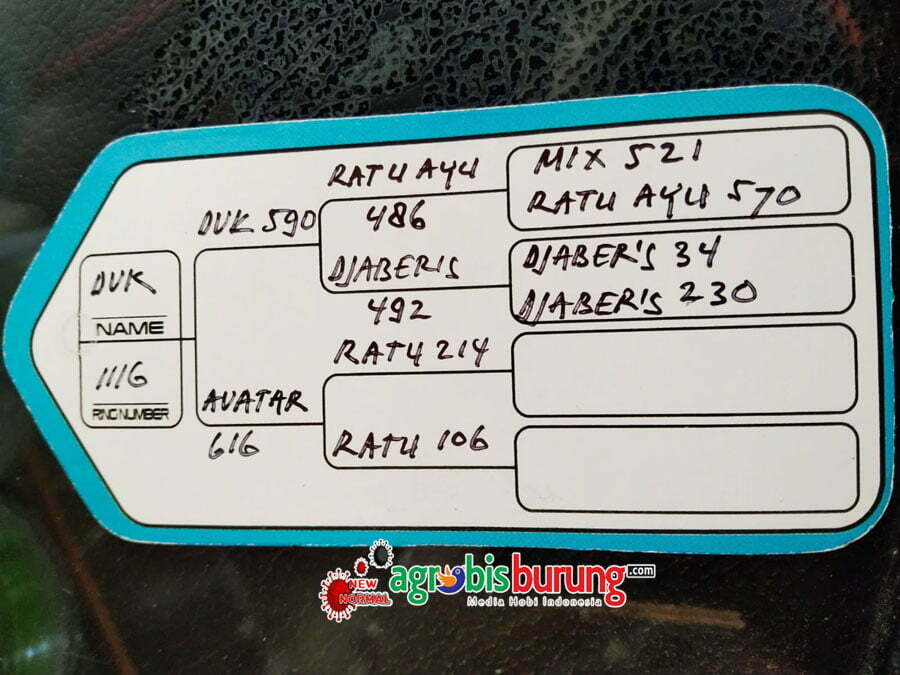 DUK
NAME
1116
RING NUMBER
DUK 590
AVATAR
616
RATU AYU
486
DJABER'S
492
RATU 214
RATU 106
MIX 521
RATU AYU 570
DJABER'S 34
DJABER'S 230
NEW
NORMAL
agrobisburung.com
Media Hobi Indonesia